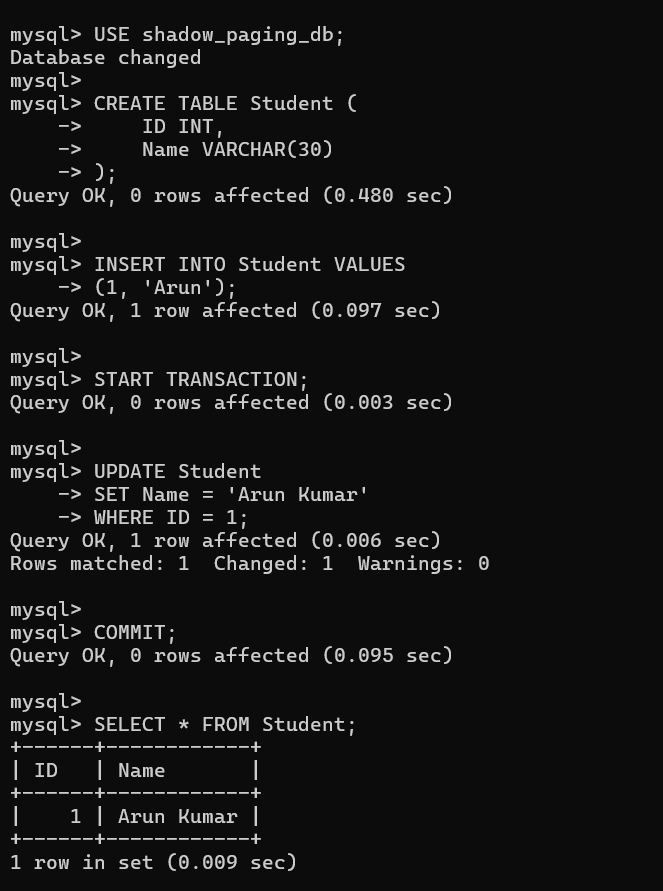 mysql> USE shadow_paging_db;
Database changed
mysql>
mysql> CREATE TABLE Student (
    ->     ID INT,
    ->     Name VARCHAR(30)
    -> );
Query OK, 0 rows affected (0.480 sec)

mysql>
mysql> INSERT INTO Student VALUES
    -> (1, 'Arun');
Query OK, 1 row affected (0.097 sec)

mysql>
mysql> START TRANSACTION;
Query OK, 0 rows affected (0.003 sec)

mysql>
mysql> UPDATE Student
    -> SET Name = 'Arun Kumar'
    -> WHERE ID = 1;
Query OK, 1 row affected (0.006 sec)
Rows matched: 1  Changed: 1  Warnings: 0

mysql>
mysql> COMMIT;
Query OK, 0 rows affected (0.095 sec)

mysql>
mysql> SELECT * FROM Student;
+------+------------+
| ID   | Name       |
+------+------------+
|    1 | Arun Kumar |
+------+------------+
1 row in set (0.009 sec)